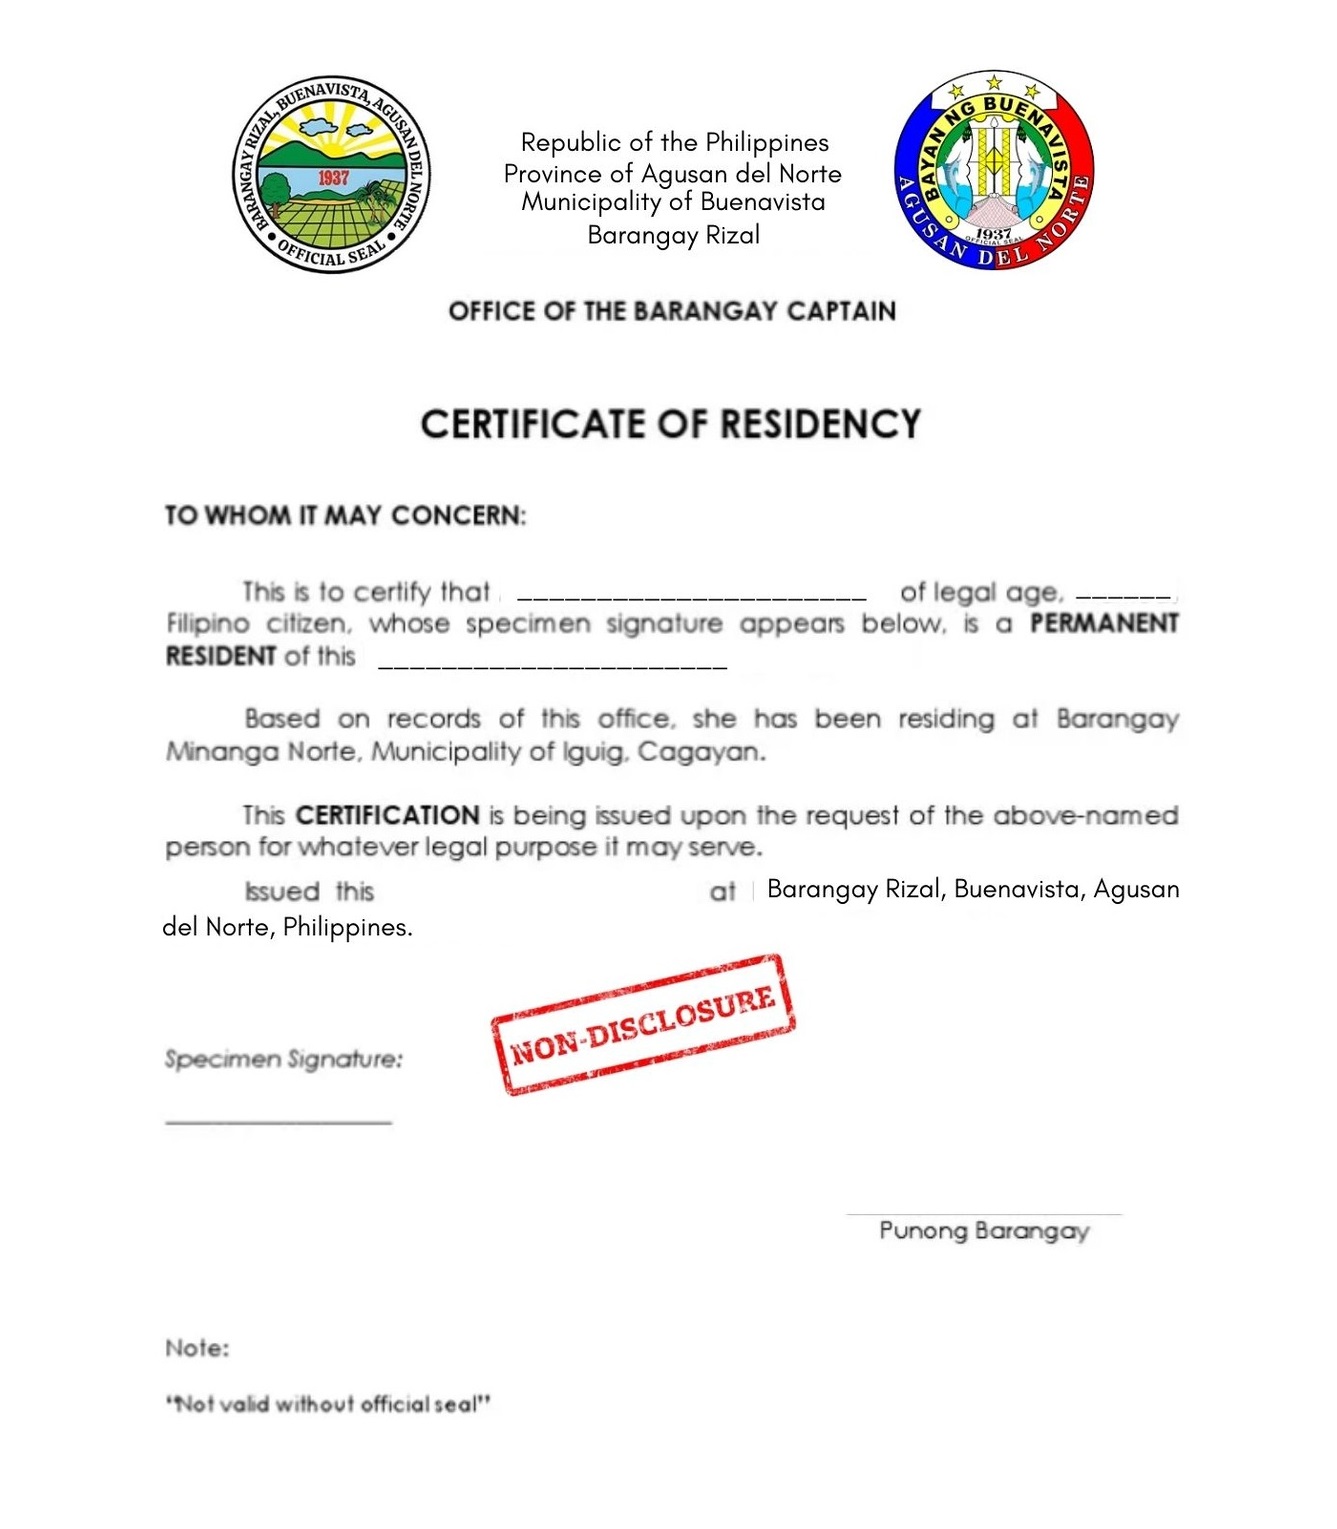 BARANGAY RIZAL, BUENAVISTA, AGUSAN DEL NORTE
1937
• OFFICIAL SEAL •
Republic of the Philippines
Province of Agusan del Norte
Municipality of Buenavista
Barangay Rizal
BAYAN NG BUENAVISTA
1937
OFFICIAL SEAL
AGUSAN DEL NORTE
OFFICE OF THE BARANGAY CAPTAIN
CERTIFICATE OF RESIDENCY
TO WHOM IT MAY CONCERN:
This is to certify that ______________________ of legal age, ______,
Filipino citizen, whose specimen signature appears below, is a PERMANENT
RESIDENT of this ______________________
Based on records of this office, she has been residing at Barangay
Minanga Norte, Municipality of Iguig, Cagayan.
This CERTIFICATION is being issued upon the request of the above-named
person for whatever legal purpose it may serve.
Issued this at Barangay Rizal, Buenavista, Agusan
del Norte, Philippines.
NON-DISCLOSURE
Specimen Signature:
Punong Barangay
Note:
"Not valid without official seal"